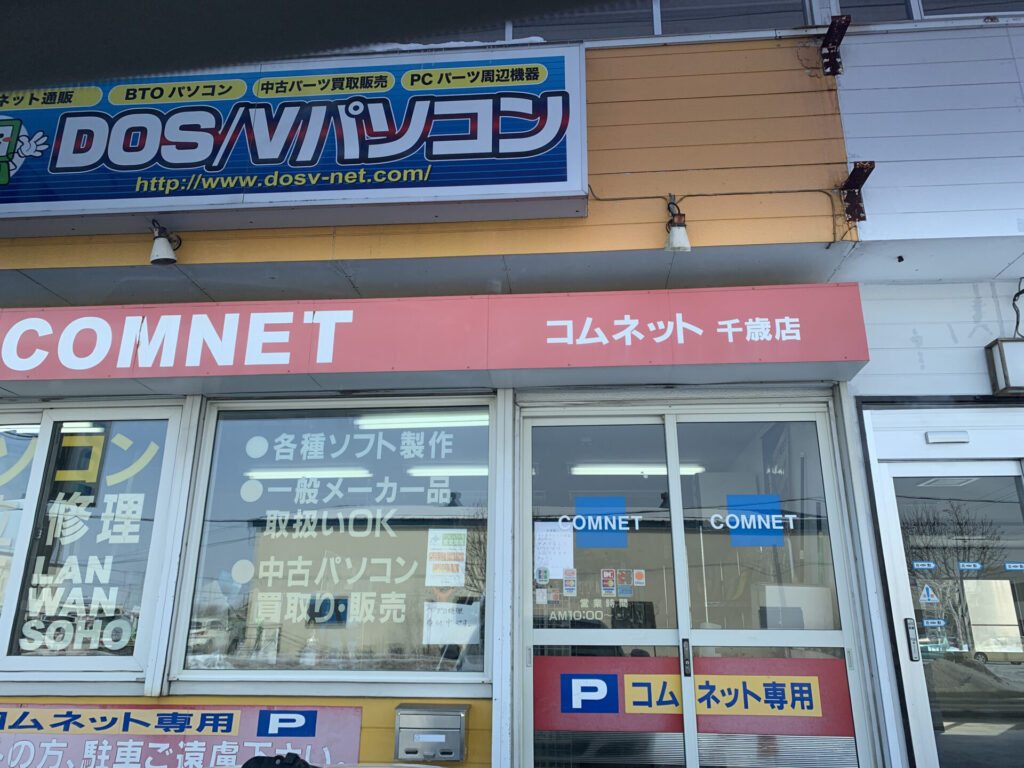 ネット通販
BTOパソコン
中古パーツ買取販売
PCパーツ周辺機器
DOS/Vパソコン
http://www.dosv-net.com/
COMNET
コムネット 千歳店
ソコン
修理
LAN
WAN
SOHO
●各種ソフト製作
●一般メーカー品
取扱いOK
●中古パソコン
買取り・販売
COMNET
COMNET
営業時間
AM10:00
P コムネット専用
コムネット専用 P
の方、駐車ご遠慮下さい。